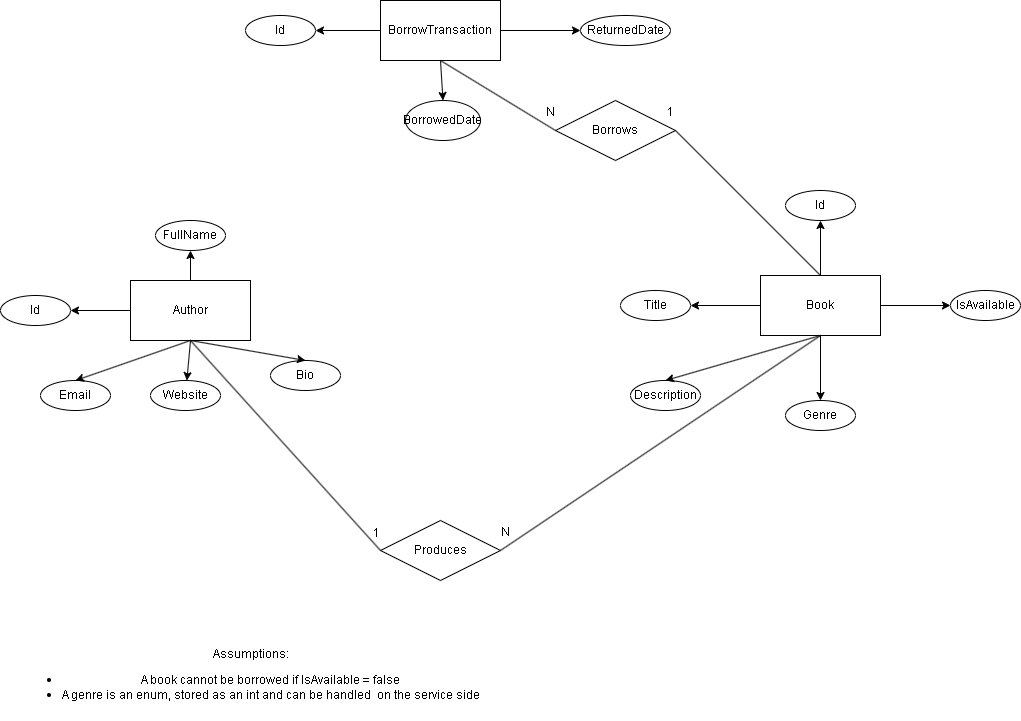 Id
BorrowTransaction
ReturnedDate
BorrowedDate
N
1
Borrows
Id
FullName
Id
Author
Title
Book
IsAvailable
Email
Website
Bio
Description
Genre
1
N
Produces
Assumptions:
• A book cannot be borrowed if IsAvailable = false
• A genre is an enum, stored as an int and can be handled on the service side